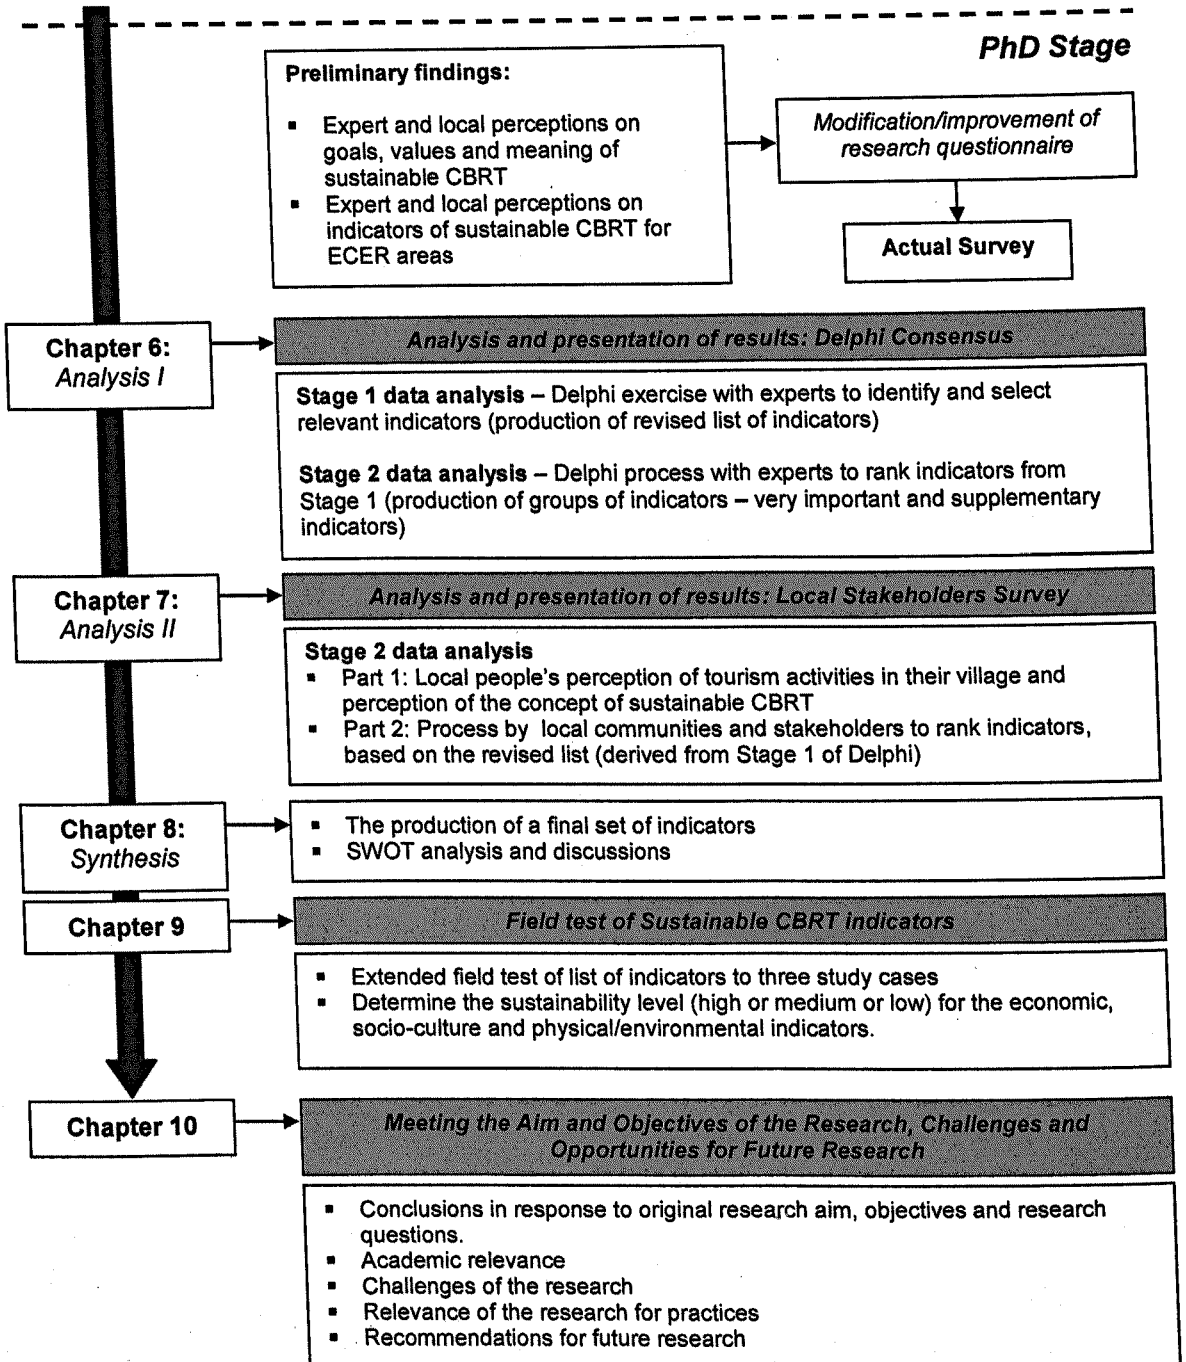 PhD Stage
Preliminary findings:
▪ Expert and local perceptions on
goals, values and meaning of
sustainable CBRT
▪ Expert and local perceptions on
indicators of sustainable CBRT for
ECER areas
Modification/improvement of
research questionnaire
Actual Survey
Chapter 6:
Analysis I
Analysis and presentation of results: Delphi Consensus
Stage 1 data analysis – Delphi exercise with experts to identify and select
relevant indicators (production of revised list of indicators)
Stage 2 data analysis – Delphi process with experts to rank indicators from
Stage 1 (production of groups of indicators – very important and supplementary
indicators)
Chapter 7:
Analysis II
Analysis and presentation of results: Local Stakeholders Survey
Stage 2 data analysis
▪ Part 1: Local people's perception of tourism activities in their village and
perception of the concept of sustainable CBRT
▪ Part 2: Process by local communities and stakeholders to rank indicators,
based on the revised list (derived from Stage 1 of Delphi)
Chapter 8:
Synthesis
▪ The production of a final set of indicators
▪ SWOT analysis and discussions
Chapter 9
Field test of Sustainable CBRT indicators
▪ Extended field test of list of indicators to three study cases
▪ Determine the sustainability level (high or medium or low) for the economic,
socio-culture and physical/environmental indicators.
Chapter 10
Meeting the Aim and Objectives of the Research, Challenges and
Opportunities for Future Research
▪ Conclusions in response to original research aim, objectives and research
questions.
▪ Academic relevance
▪ Challenges of the research
▪ Relevance of the research for practices
▪ Recommendations for future research